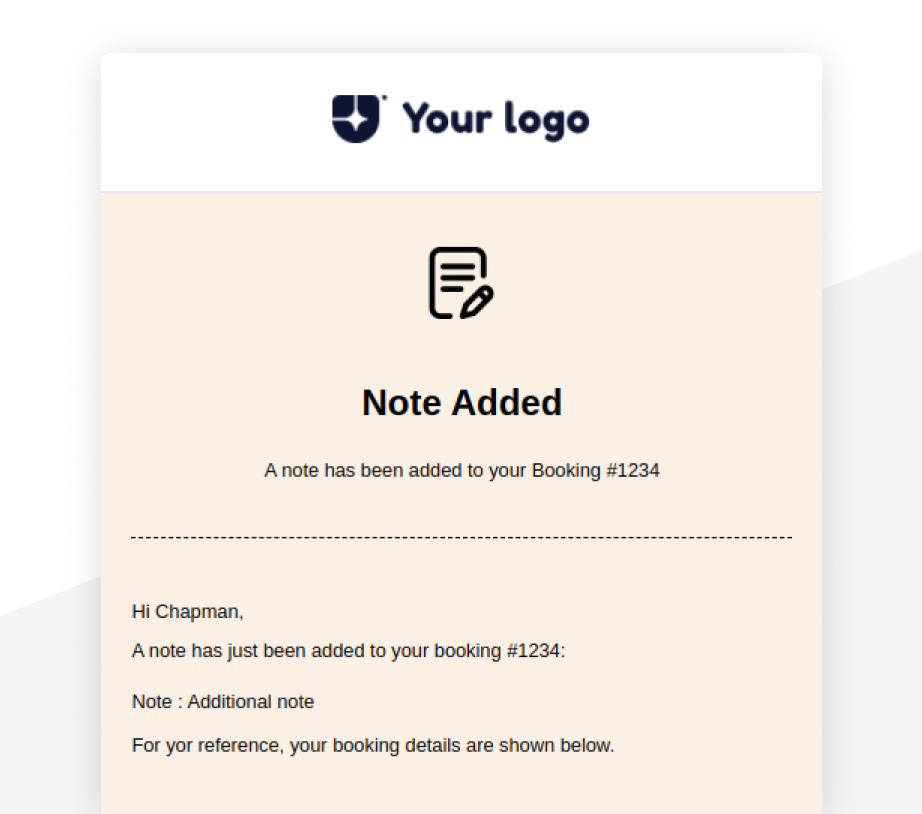 Your logo
Note Added
A note has been added to your Booking #1234
Hi Chapman,
A note has just been added to your booking #1234:
Note : Additional note
For yor reference, your booking details are shown below.